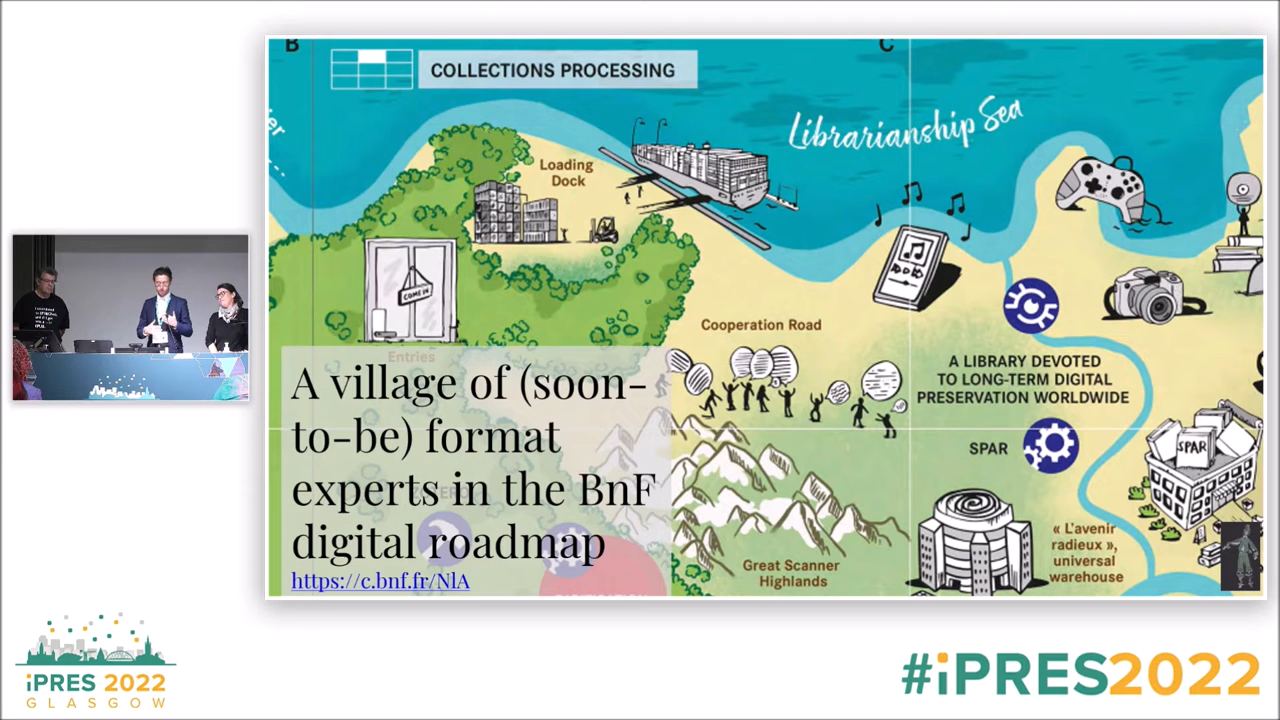 B
C
COLLECTIONS PROCESSING
Librarianship Sea
Loading
Dock
COME IN
Entries
Cooperation Road
A LIBRARY DEVOTED
TO LONG-TERM DIGITAL
PRESERVATION WORLDWIDE
SPAR
SPAR
A village of (soon-
to-be) format
experts in the BnF
digital roadmap
https://c.bnf.fr/NlA
Great Scanner
Highlands
« L'avenir
radieux »,
universal
warehouse
iPRES 2022
GLASGOW
#iPRES2022